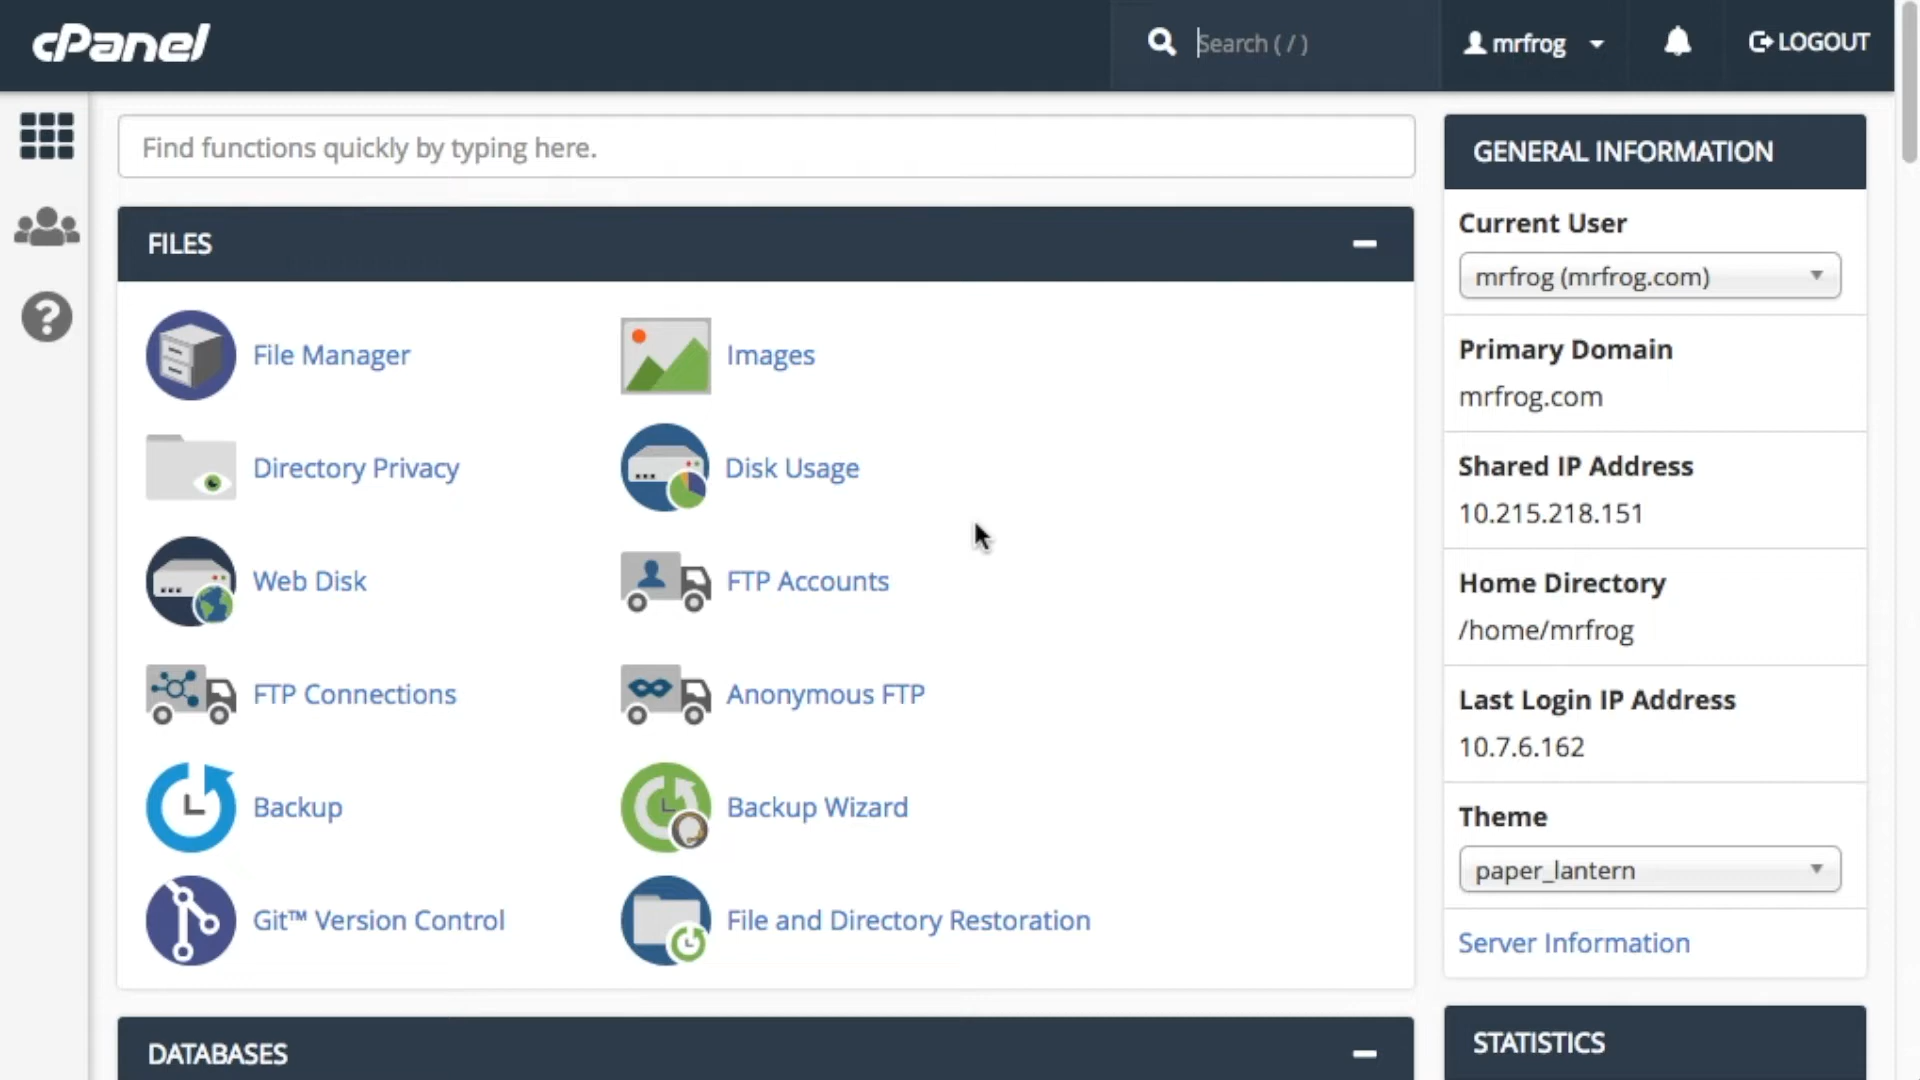 cPanel
Search ( / )
mrfrog
LOGOUT
Find functions quickly by typing here.
FILES
File Manager
Images
Directory Privacy
Disk Usage
Web Disk
FTP Accounts
FTP Connections
Anonymous FTP
Backup
Backup Wizard
Git™ Version Control
File and Directory Restoration
DATABASES
GENERAL INFORMATION
Current User
mrfrog (mrfrog.com)
Primary Domain
mrfrog.com
Shared IP Address
10.215.218.151
Home Directory
/home/mrfrog
Last Login IP Address
10.7.6.162
Theme
paper_lantern
Server Information
STATISTICS